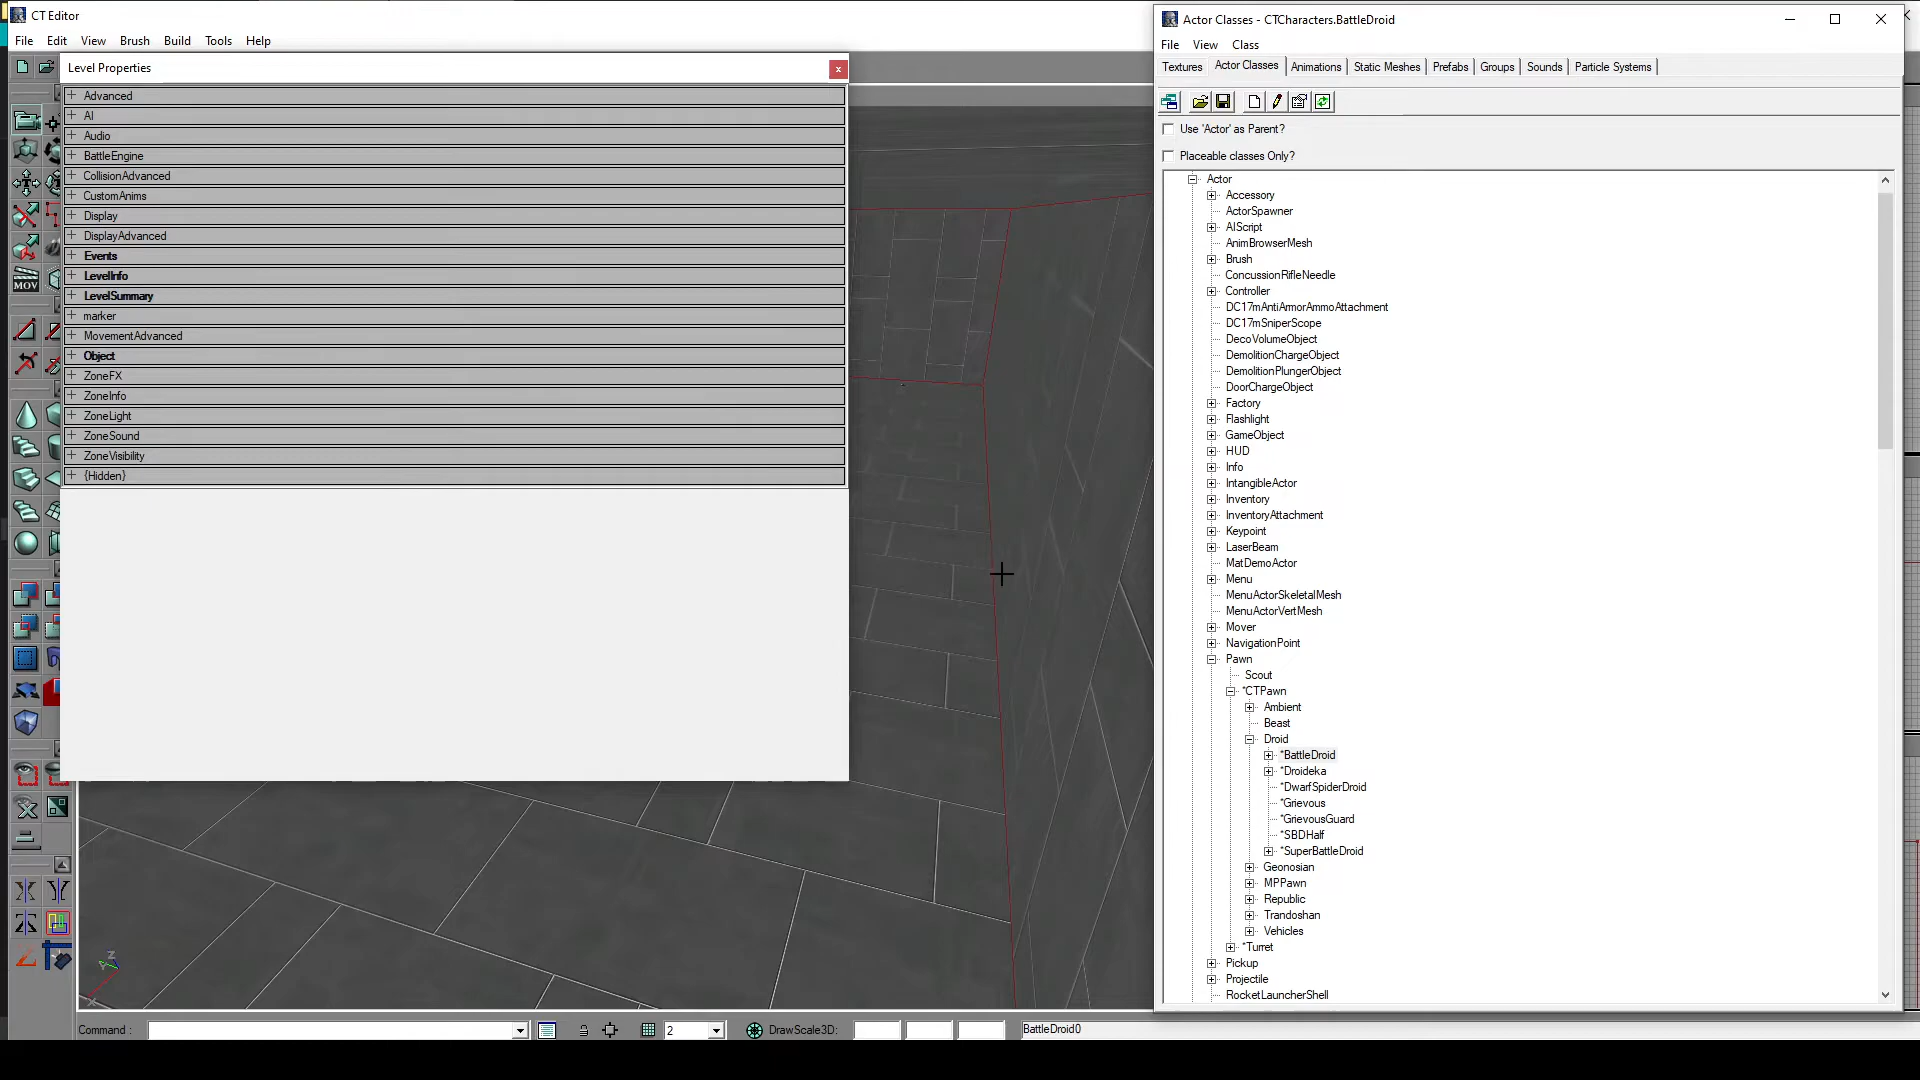 CT Editor
File Edit View Brush Build Tools Help
Level Properties
Advanced
AI
Audio
BattleEngine
CollisionAdvanced
CustomAnims
Display
DisplayAdvanced
Events
LevelInfo
LevelSummary
marker
MovementAdvanced
Object
ZoneFX
ZoneInfo
ZoneLight
ZoneSound
ZoneVisibility
{Hidden}
MOV
Z
Y
X
Command :
2
DrawScale3D:
BattleDroid0
Actor Classes - CTCharacters.BattleDroid
File View Class
Textures Actor Classes Animations Static Meshes Prefabs Groups Sounds Particle Systems
Use 'Actor' as Parent?
Placeable classes Only?
Actor
Accessory
ActorSpawner
AIScript
AnimBrowserMesh
Brush
ConcussionRifleNeedle
Controller
DC17mAntiArmorAmmoAttachment
DC17mSniperScope
DecoVolumeObject
DemolitionChargeObject
DemolitionPlungerObject
DoorChargeObject
Factory
Flashlight
GameObject
HUD
Info
IntangibleActor
Inventory
InventoryAttachment
Keypoint
LaserBeam
MatDemoActor
Menu
MenuActorSkeletalMesh
MenuActorVertMesh
Mover
NavigationPoint
Pawn
Scout
*CTPawn
Ambient
Beast
Droid
*BattleDroid
*Droideka
*DwarfSpiderDroid
*Grievous
*GrievousGuard
*SBDHalf
*SuperBattleDroid
Geonosian
MPPawn
Republic
Trandoshan
Vehicles
*Turret
Pickup
Projectile
RocketLauncherShell